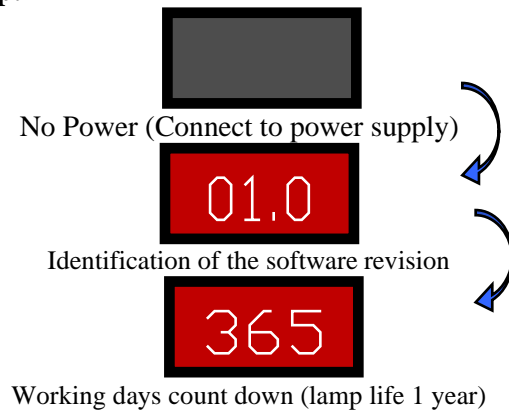 No Power (Connect to power supply)
01.0
Identification of the software revision
365
Working days count down (lamp life 1 year)